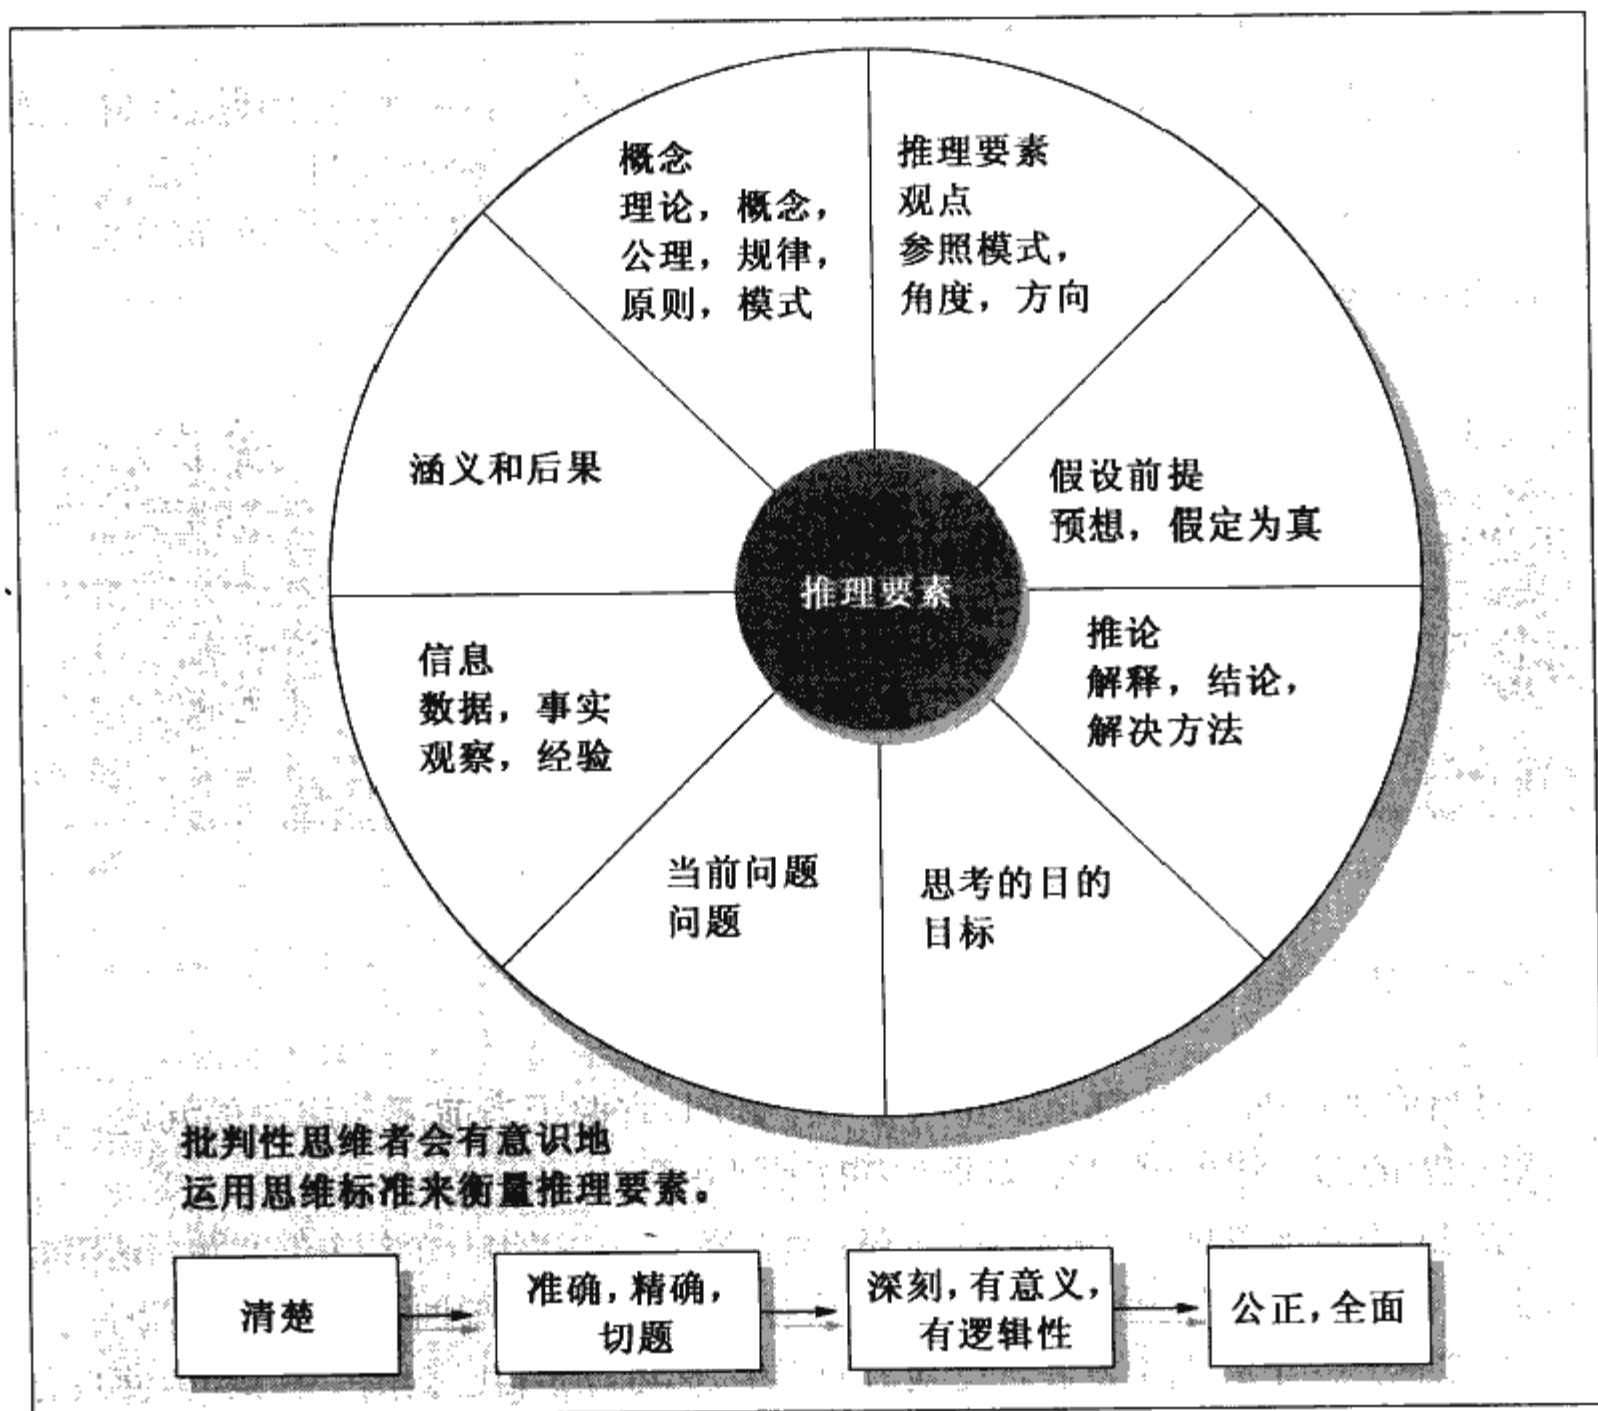 概念
理论，概念，
公理，规律，
原则，模式
推理要素
观点
参照模式，
角度，方向
涵义和后果
假设前提
预想，假定为真
推理要素
信息
数据，事实
观察，经验
推论
解释，结论，
解决方法
当前问题
问题
思考的目的
目标
批判性思维者会有意识地
运用思维标准来衡量推理要素。
清楚
准确，精确，
切题
深刻，有意义，
有逻辑性
公正，全面